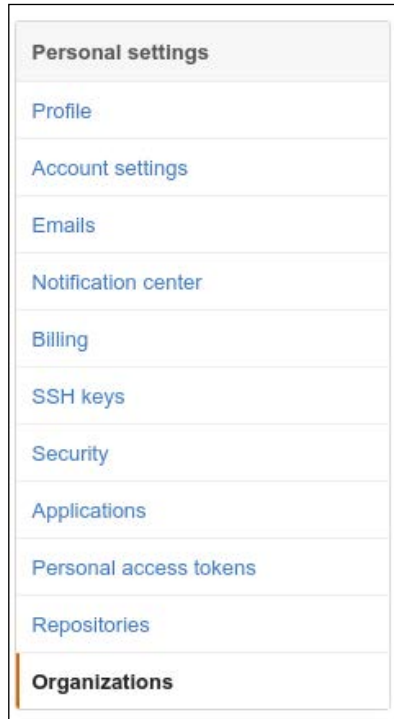 Personal settings
Profile
Account settings
Emails
Notification center
Billing
SSH keys
Security
Applications
Personal access tokens
Repositories
Organizations